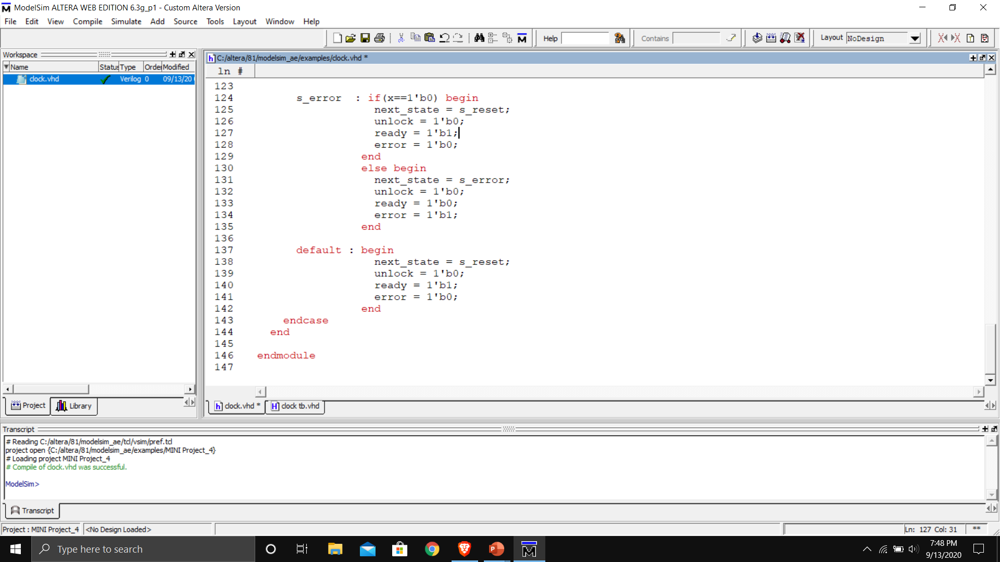 ModelSim ALTERA WEB EDITION 6.3g_p1 - Custom Altera Version
File Edit View Compile Simulate Add Source Tools Layout Window Help
Help Contains Layout NoDesign
Workspace
Name Status Type Order Modified
clock.vhd Verilog 0 09/13/20
C:/altera/81/modelsim_ae/examples/clock.vhd *
ln #
123
124 s_error : if(x==1'b0) begin
125 next_state = s_reset;
126 unlock = 1'b0;
127 ready = 1'b1;
128 error = 1'b0;
129 end
130 else begin
131 next_state = s_error;
132 unlock = 1'b0;
133 ready = 1'b0;
134 error = 1'b1;
135 end
136
137 default : begin
138 next_state = s_reset;
139 unlock = 1'b0;
140 ready = 1'b1;
141 error = 1'b0;
142 end
143 endcase
144 end
145
146 endmodule
147
Project Library
clock.vhd * clock tb.vhd
Transcript
# Reading C:/altera/81/modelsim_ae/tcl/vsim/pref.tcl
project open {C:/altera/81/modelsim_ae/examples/MINI Project_4}
# Loading project MINI Project_4
# Compile of clock.vhd was successful.
ModelSim>
Transcript
Project : MINI Project_4 <No Design Loaded> Ln: 127 Col: 31 **
Type here to search
7:48 PM
9/13/2020